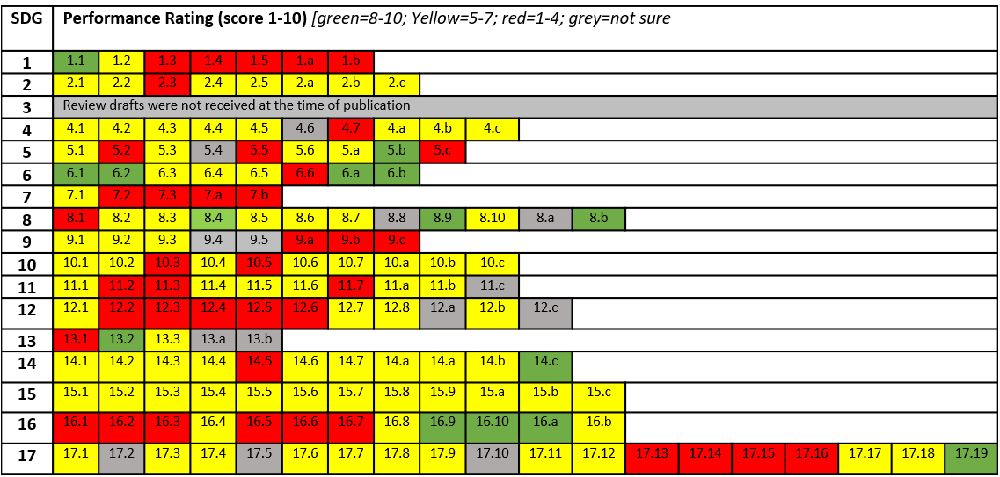 SDG Performance Rating (score 1-10) [green=8-10; Yellow=5-7; red=1-4; grey=not sure
1 1.1 1.2 1.3 1.4 1.5 1.a 1.b
2 2.1 2.2 2.3 2.4 2.5 2.a 2.b 2.c
3 Review drafts were not received at the time of publication
4 4.1 4.2 4.3 4.4 4.5 4.6 4.7 4.a 4.b 4.c
5 5.1 5.2 5.3 5.4 5.5 5.6 5.a 5.b 5.c
6 6.1 6.2 6.3 6.4 6.5 6.6 6.a 6.b
7 7.1 7.2 7.3 7.a 7.b
8 8.1 8.2 8.3 8.4 8.5 8.6 8.7 8.8 8.9 8.10 8.a 8.b
9 9.1 9.2 9.3 9.4 9.5 9.a 9.b 9.c
10 10.1 10.2 10.3 10.4 10.5 10.6 10.7 10.a 10.b 10.c
11 11.1 11.2 11.3 11.4 11.5 11.6 11.7 11.a 11.b 11.c
12 12.1 12.2 12.3 12.4 12.5 12.6 12.7 12.8 12.a 12.b 12.c
13 13.1 13.2 13.3 13.a 13.b
14 14.1 14.2 14.3 14.4 14.5 14.6 14.7 14.a 14.a 14.b 14.c
15 15.1 15.2 15.3 15.4 15.5 15.6 15.7 15.8 15.9 15.a 15.b 15.c
16 16.1 16.2 16.3 16.4 16.5 16.6 16.7 16.8 16.9 16.10 16.a 16.b
17 17.1 17.2 17.3 17.4 17.5 17.6 17.7 17.8 17.9 17.10 17.11 17.12 17.13 17.14 17.15 17.16 17.17 17.18 17.19